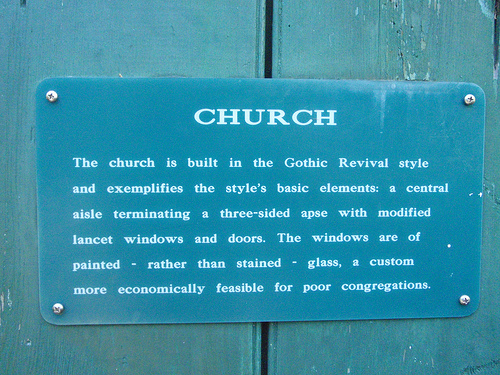 CHURCH
The church is built in the Gothic Revival style
and exemplifies the style's basic elements: a central
aisle terminating a three-sided apse with modified
lancet windows and doors. The windows are of
painted - rather than stained - glass, a custom
more economically feasible for poor congregations.